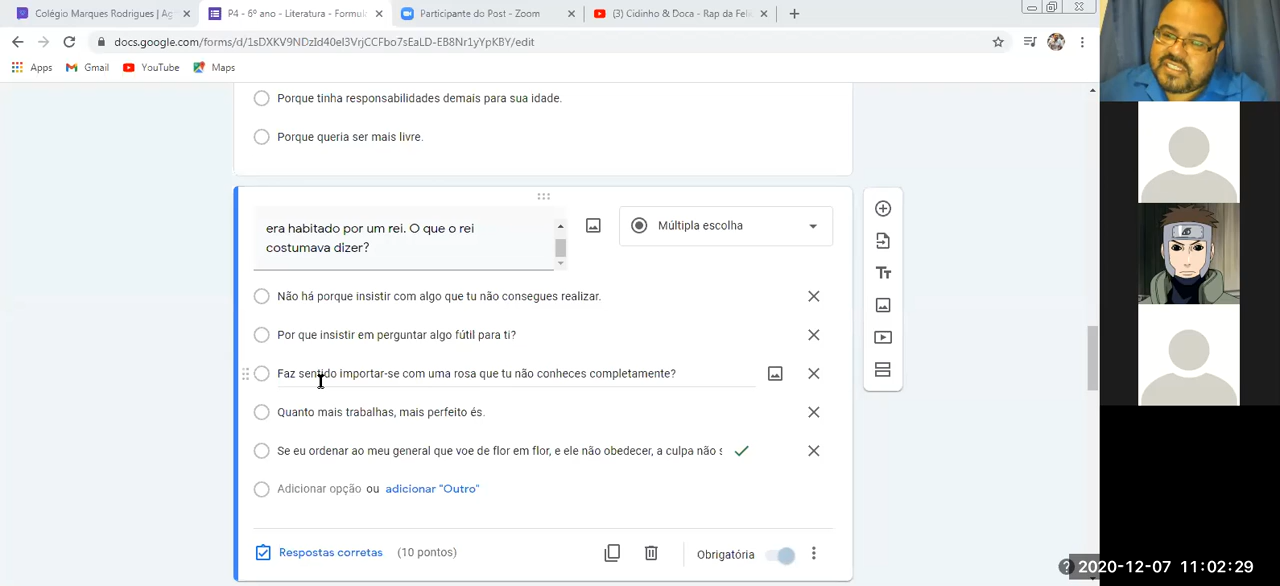 Colégio Marques Rodrigues | Ag
P4 - 6º ano - Literatura - Formul
Participante do Post - Zoom
(3) Cidinho & Doca - Rap da Feli
docs.google.com/forms/d/1sDXKV9NDzId40el3VrjCCFbo7sEaLD-EB8Nr1yYpKBY/edit
Apps
Gmail
YouTube
Maps
Porque tinha responsabilidades demais para sua idade.
Porque queria ser mais livre.
era habitado por um rei. O que o rei
costumava dizer?
Múltipla escolha
Não há porque insistir com algo que tu não consegues realizar.
Por que insistir em perguntar algo fútil para ti?
Faz sentido importar-se com uma rosa que tu não conheces completamente?
Quanto mais trabalhas, mais perfeito és.
Se eu ordenar ao meu general que voe de flor em flor, e ele não obedecer, a culpa não s
Adicionar opção ou adicionar "Outro"
Respostas corretas (10 pontos)
Obrigatória
2020-12-07 11:02:29